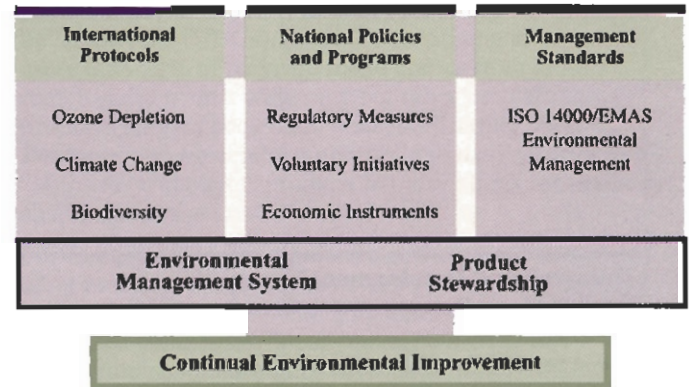 International
Protocols
Ozone Depletion
Climate Change
Biodiversity
National Policies
and Programs
Regulatory Measures
Voluntary Initiatives
Economic Instruments
Management
Standards
ISO 14000/EMAS
Environmental
Management
Environmental
Management System
Product
Stewardship
Continual Environmental Improvement